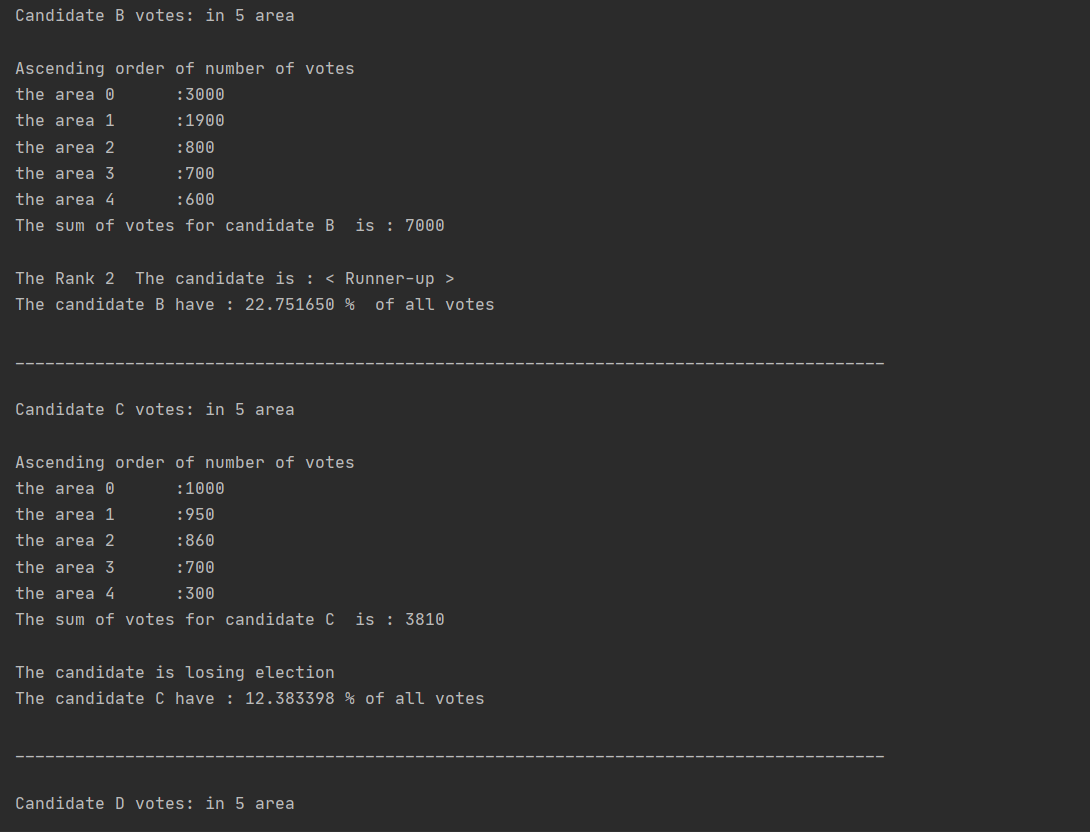 Candidate B votes: in 5 area
Ascending order of number of votes
the area 0      :3000
the area 1      :1900
the area 2      :800
the area 3      :700
the area 4      :600
The sum of votes for candidate B  is : 7000
The Rank 2  The candidate is : < Runner-up >
The candidate B have : 22.751650 %  of all votes
_______________________________________________________________________________________
Candidate C votes: in 5 area
Ascending order of number of votes
the area 0      :1000
the area 1      :950
the area 2      :860
the area 3      :700
the area 4      :300
The sum of votes for candidate C  is : 3810
The candidate is losing election
The candidate C have : 12.383398 % of all votes
_______________________________________________________________________________________
Candidate D votes: in 5 area